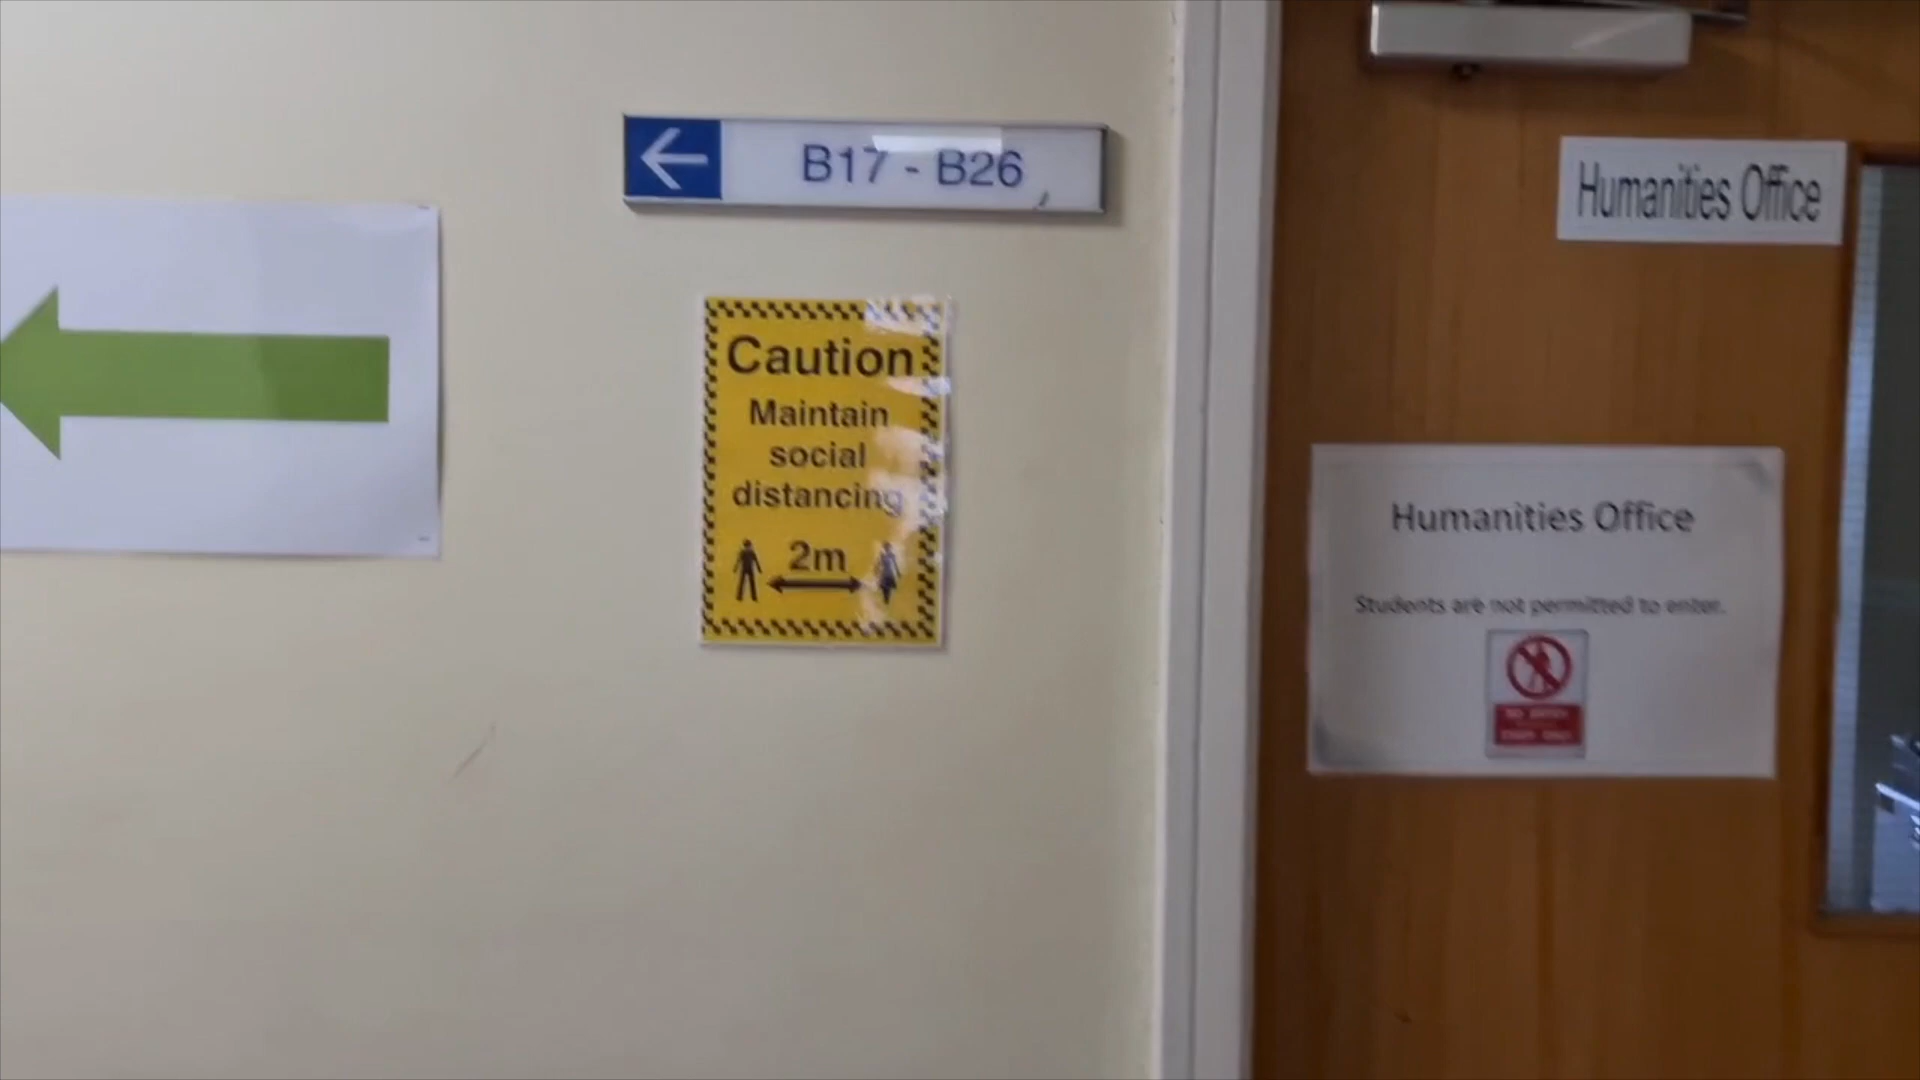 B17 - B26
Caution
Maintain
social
distancing
2m
Humanities Office
Humanities Office
Students are not permitted to enter.